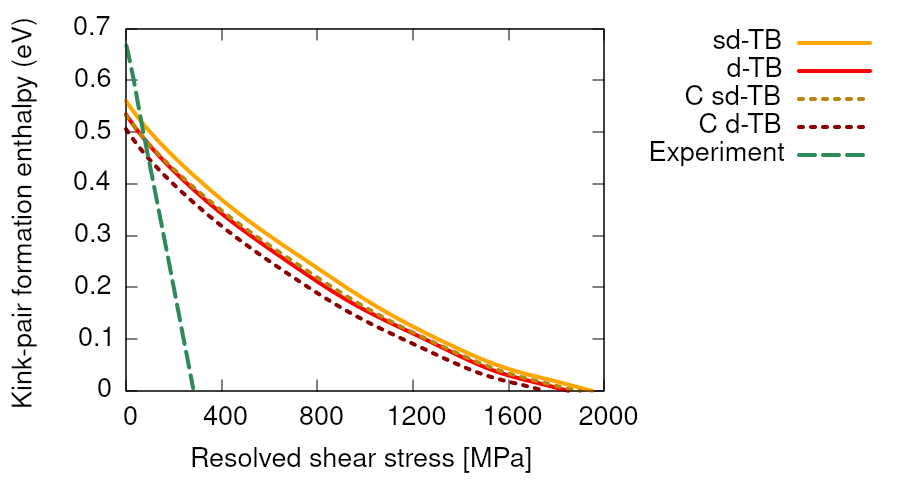 Kink-pair formation enthalpy (eV)
0.7
0.6
0.5
0.4
0.3
0.2
0.1
0
0 400 800 1200 1600 2000
Resolved shear stress [MPa]
sd-TB
d-TB
C sd-TB
C d-TB
Experiment